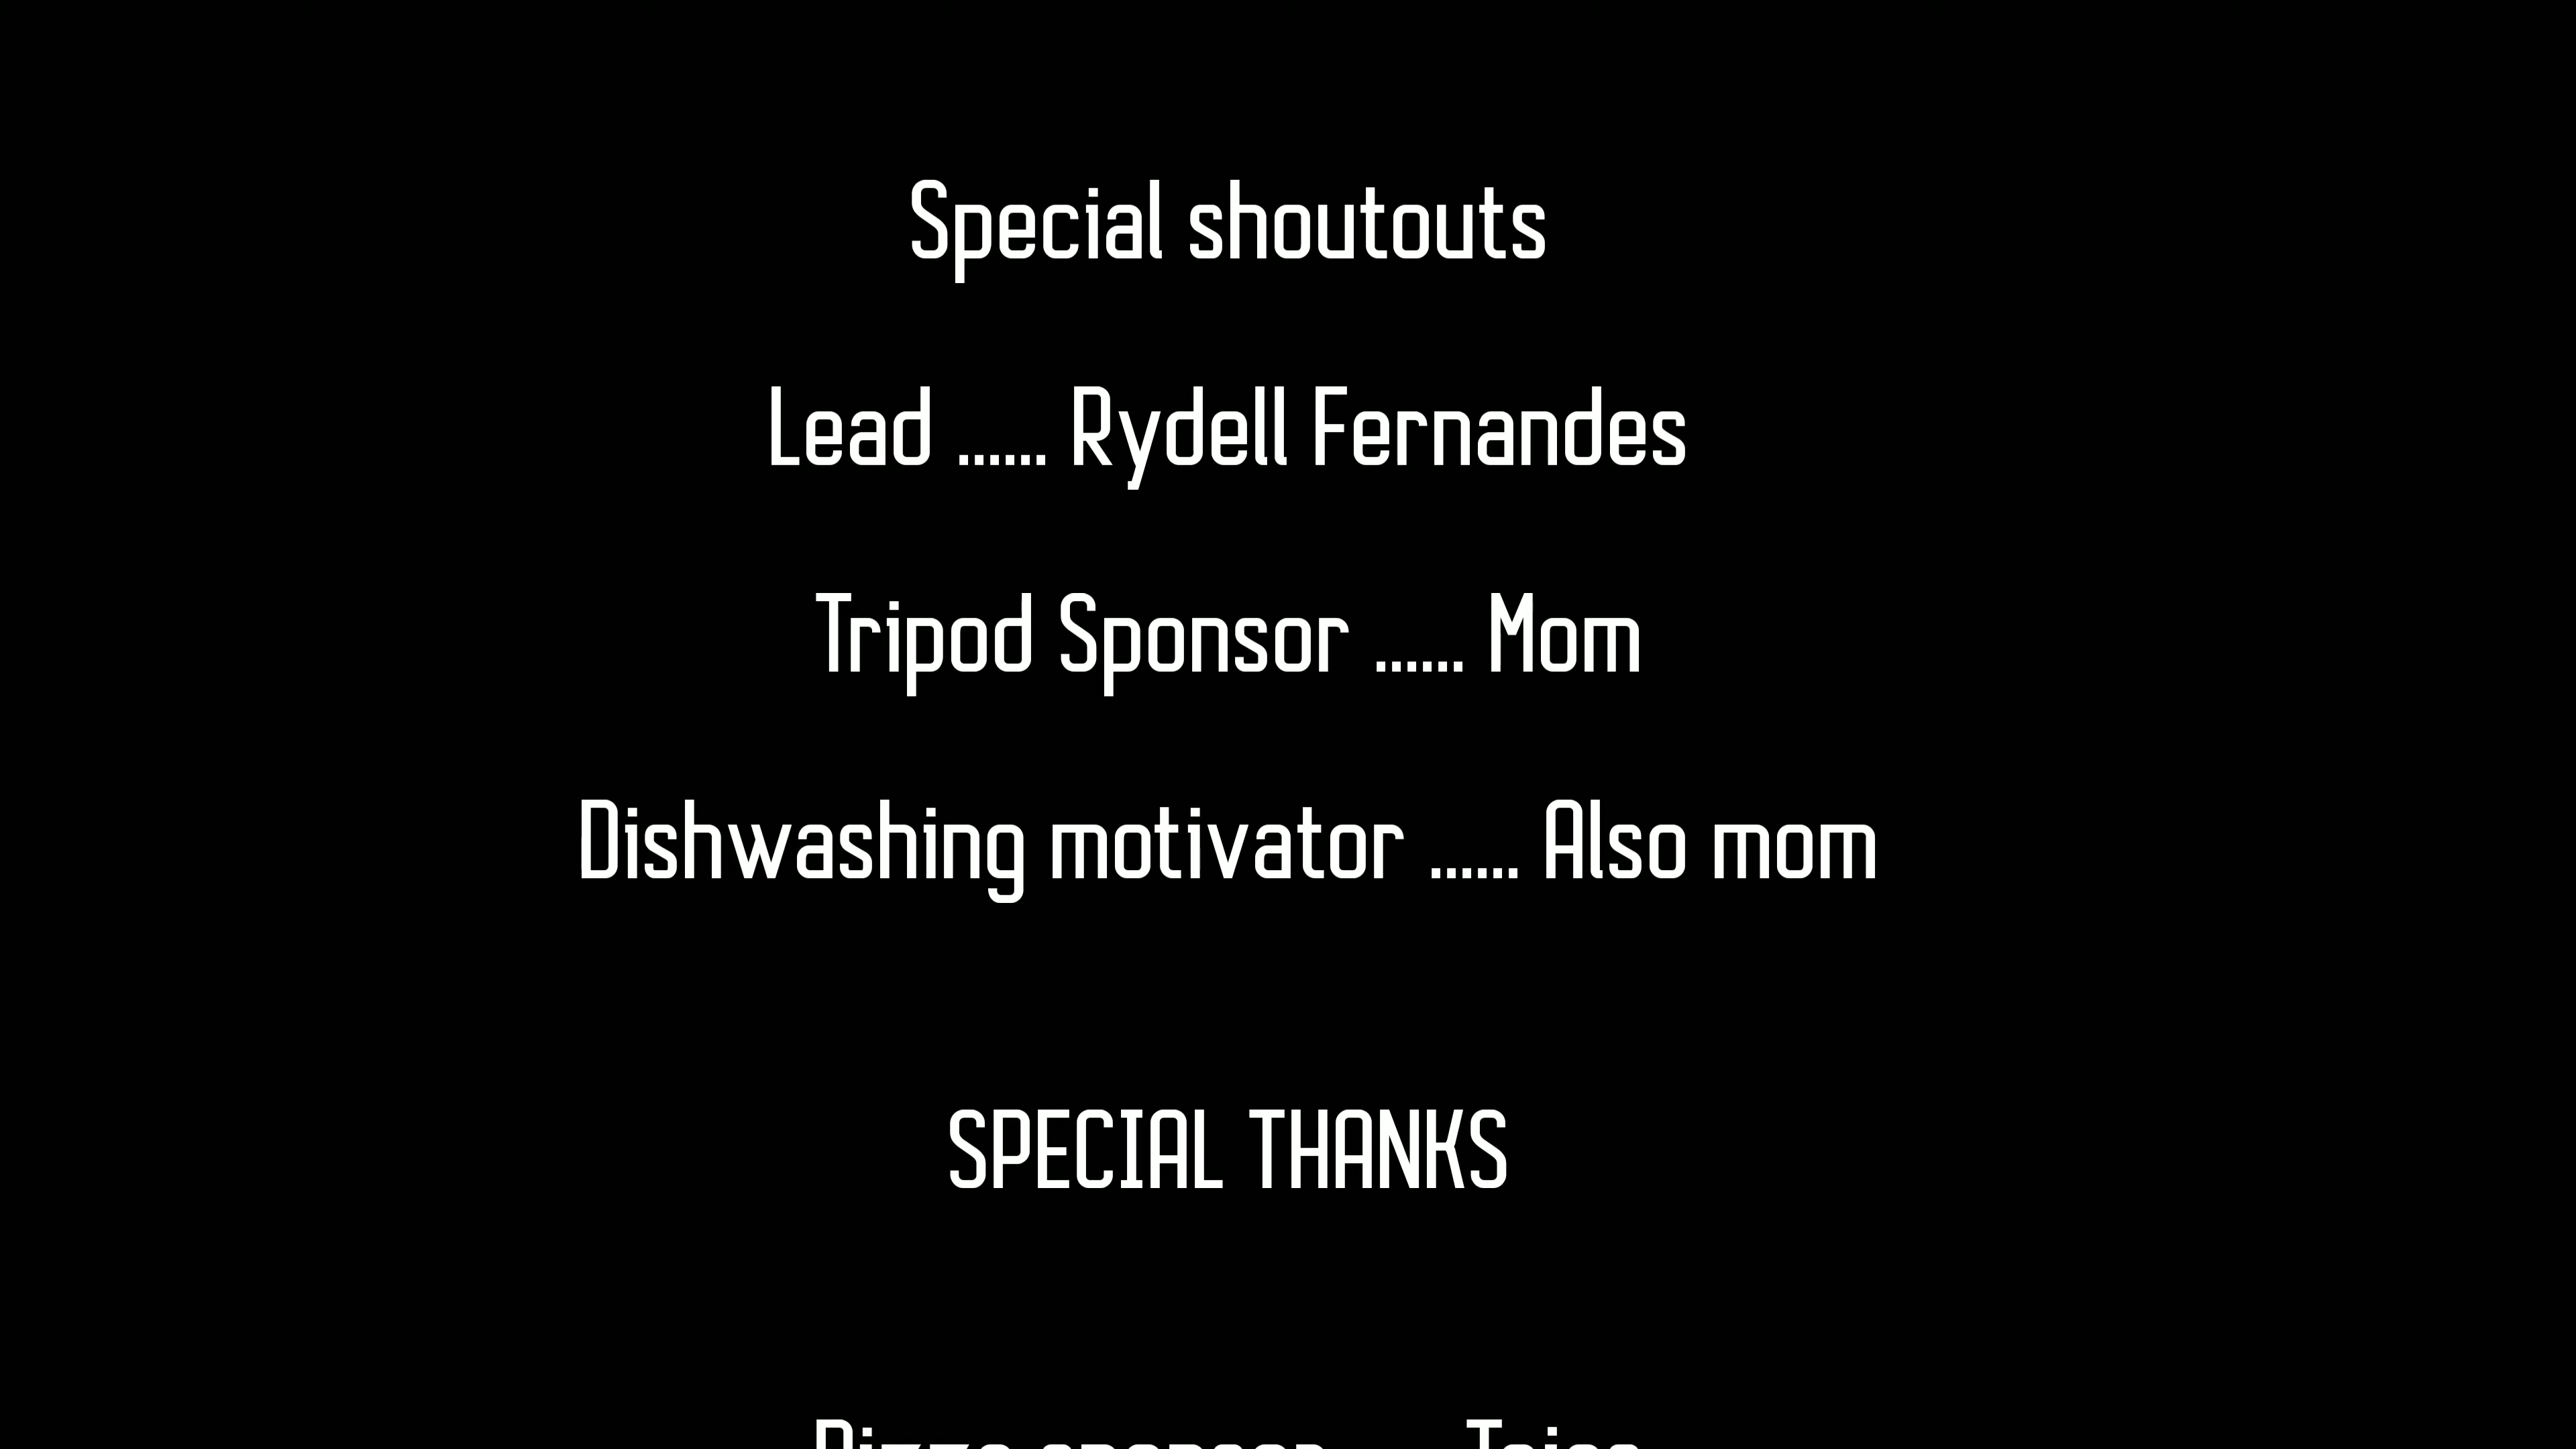 Special shoutouts
Lead ...... Rydell Fernandes
Tripod Sponsor ...... Mom
Dishwashing motivator ...... Also mom
SPECIAL THANKS